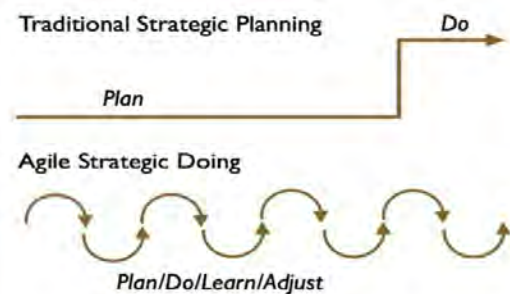 Traditional Strategic Planning
Do
Plan
Agile Strategic Doing
Plan/Do/Learn/Adjust